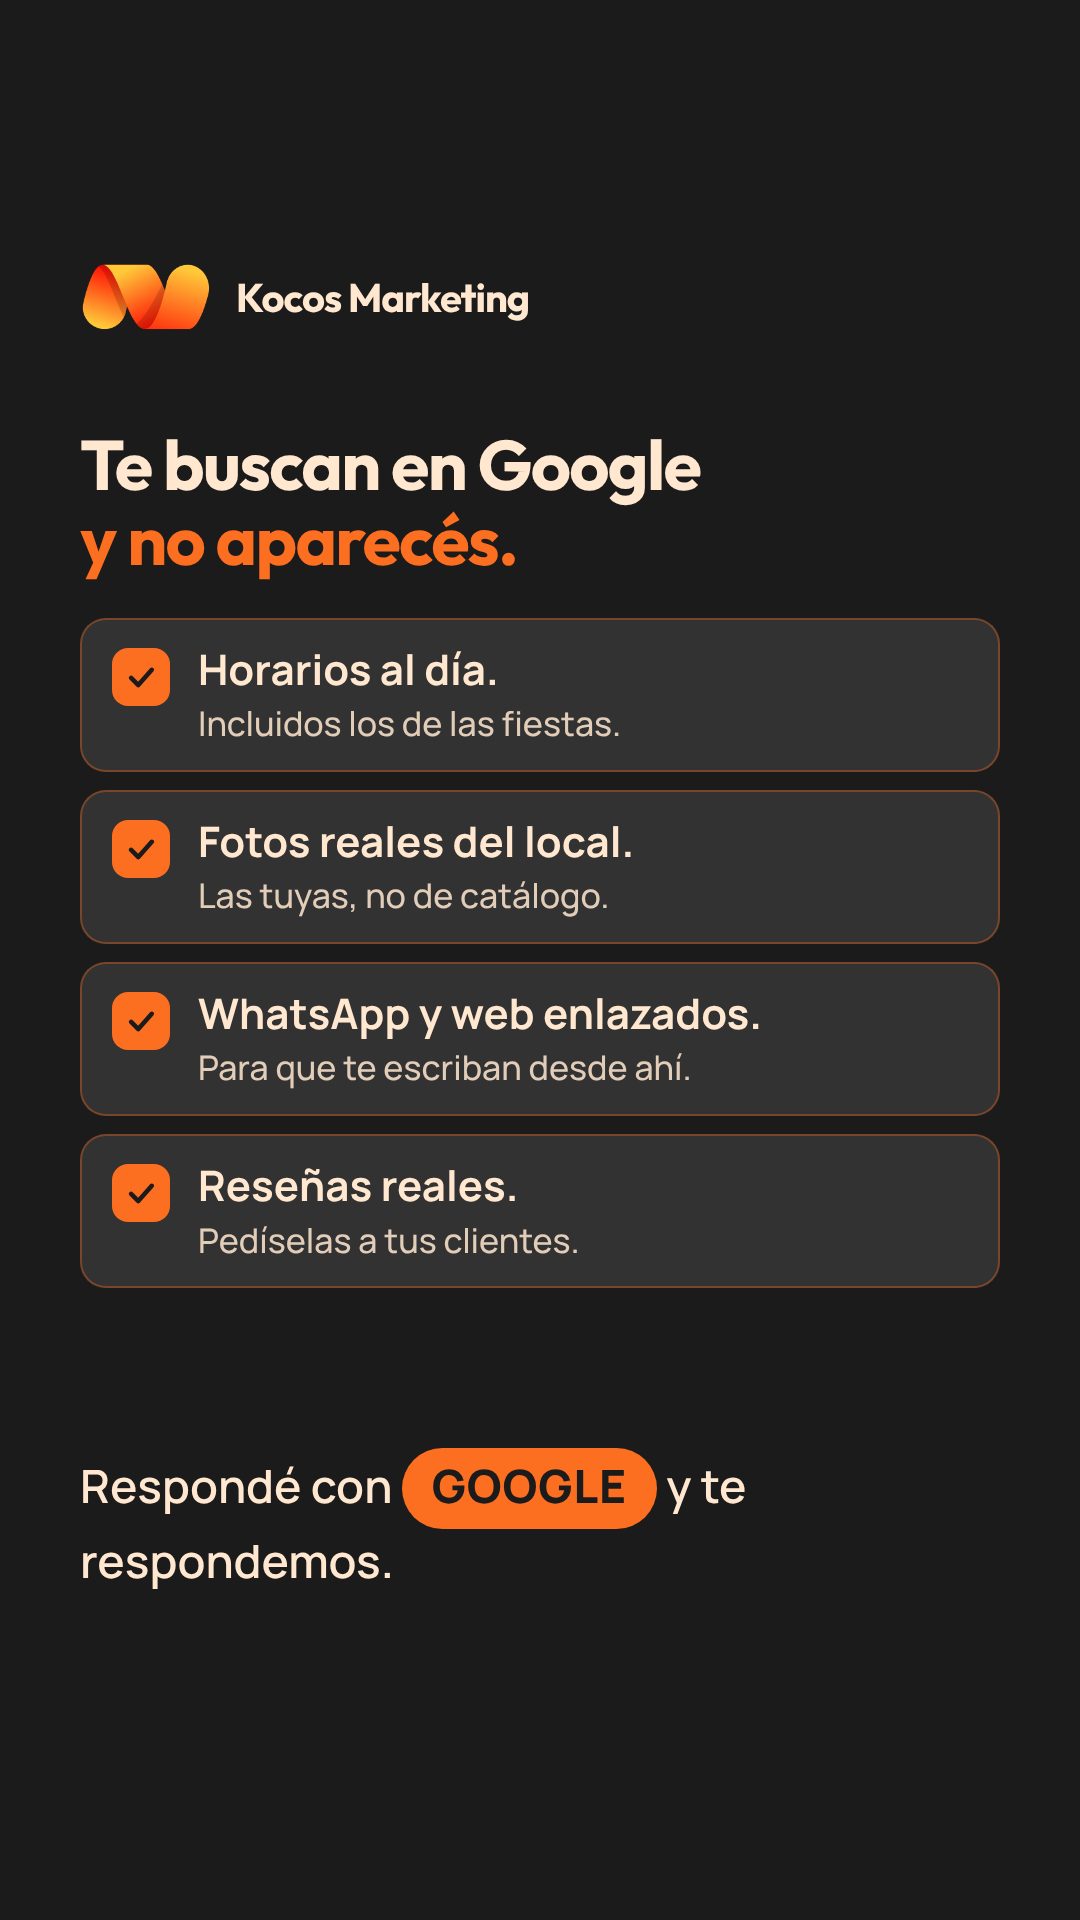 Kocos Marketing
Te buscan en Google
y no aparecés.
Horarios al día.
Incluidos los de las fiestas.
Fotos reales del local.
Las tuyas, no de catálogo.
WhatsApp y web enlazados.
Para que te escriban desde ahí.
Reseñas reales.
Pedíselas a tus clientes.
Respondé con GOOGLE y te
respondemos.